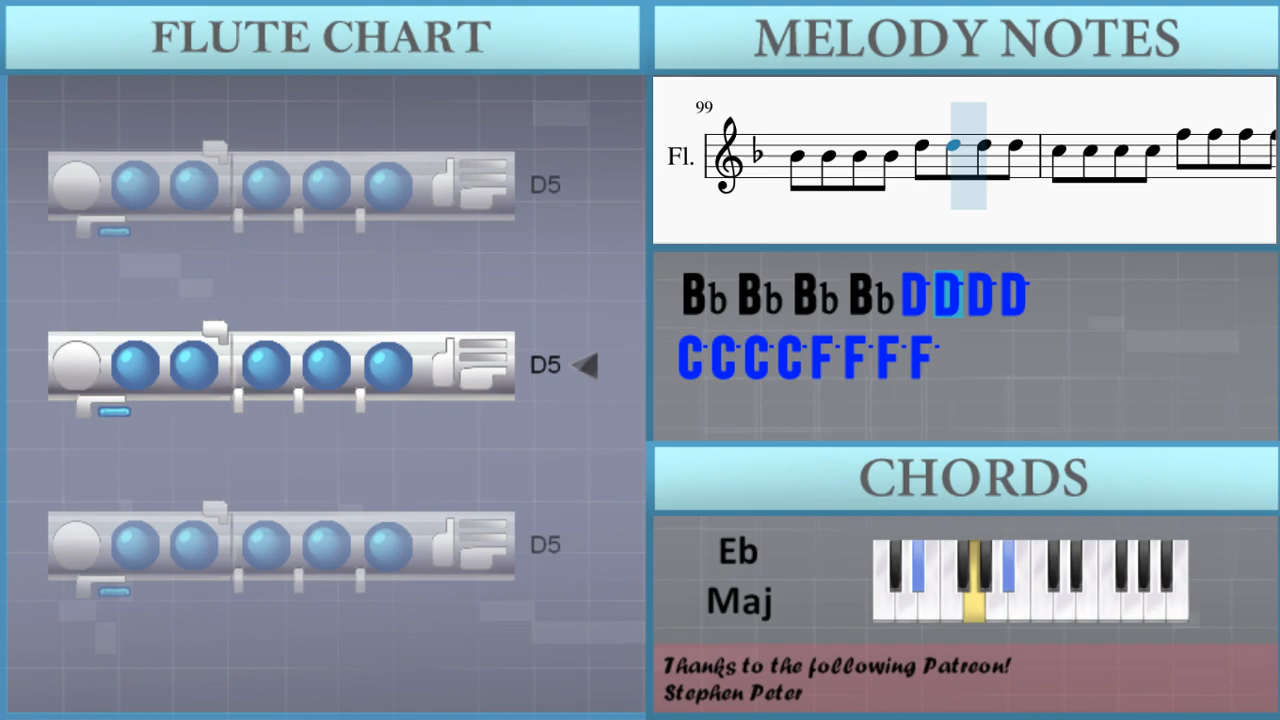 FLUTE CHART
D5
D5
D5
MELODY NOTES
99
Fl.
Bb Bb Bb Bb D D D D
C C C C F F F F
CHORDS
Eb
Maj
Thanks to the following Patreon!
Stephen Peter